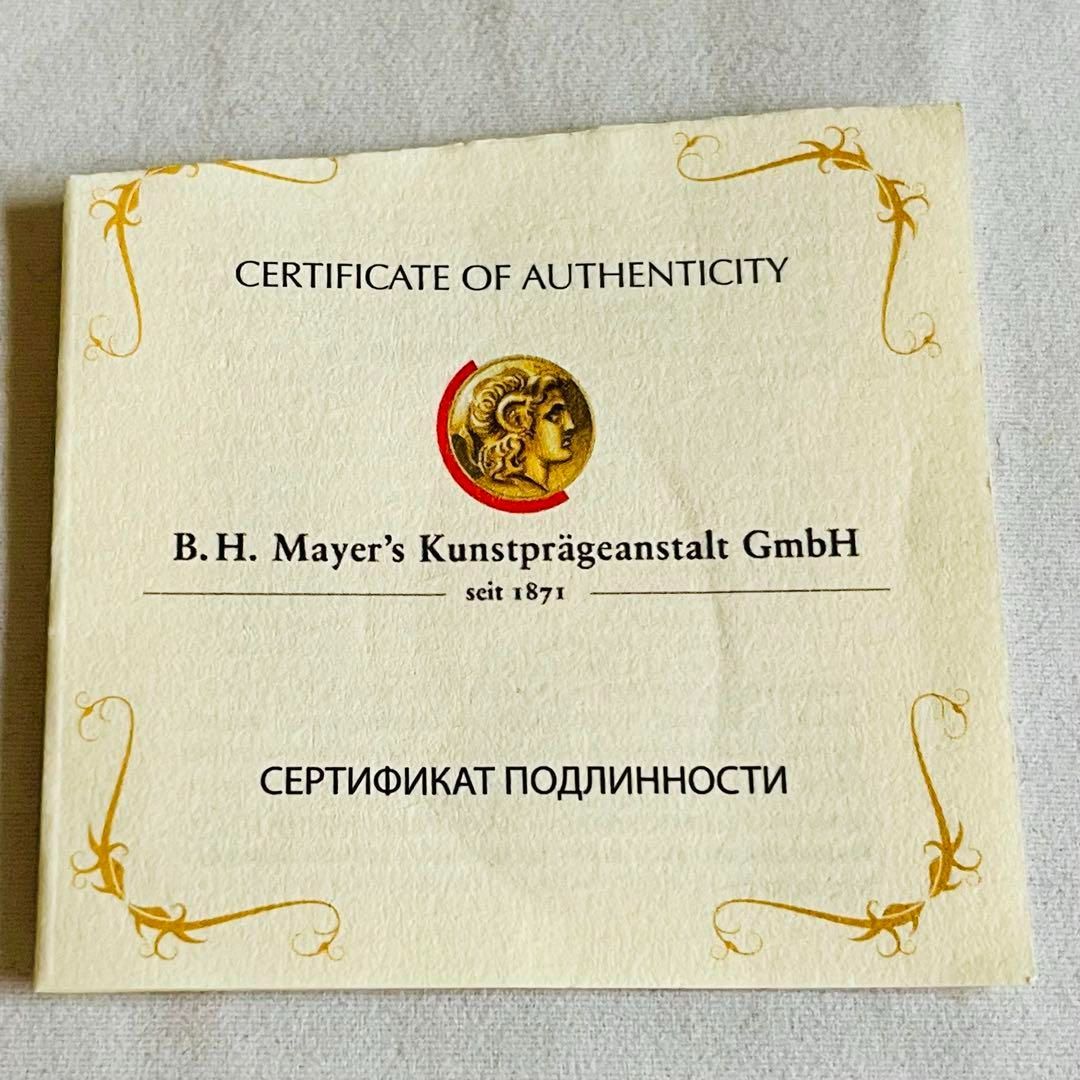 CERTIFICATE OF AUTHENTICITY
B. H. Mayer's Kunstprägeanstalt GmbH
seit 1871
СЕРТИФИКАТ ПОДЛИННОСТИ